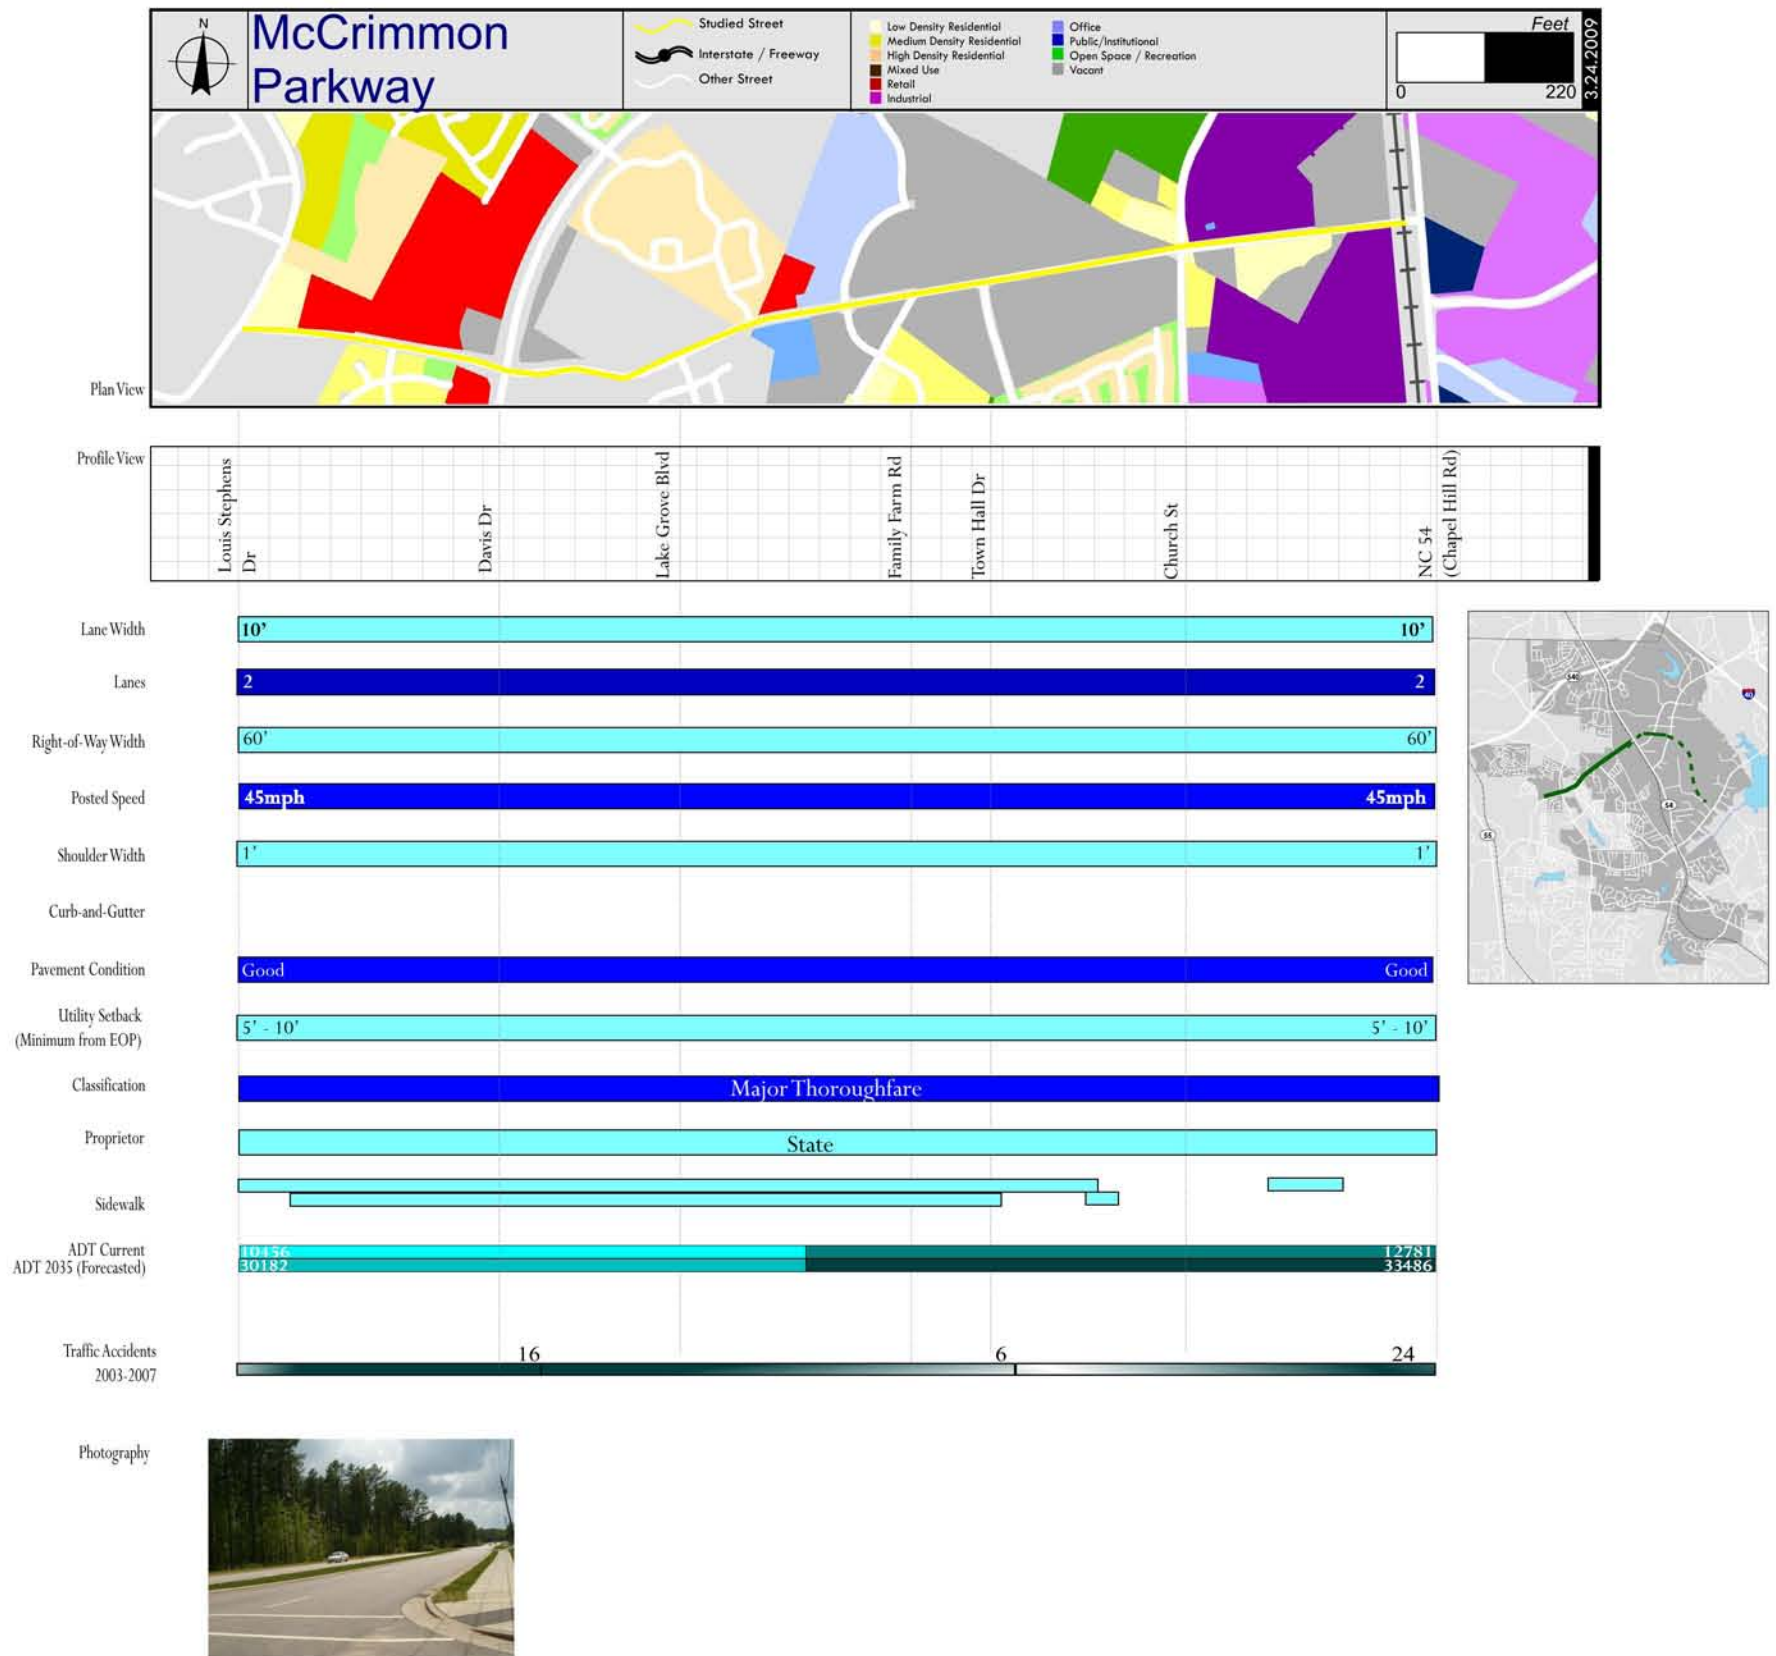 N
McCrimmon
Parkway
Studied Street
Interstate / Freeway
Other Street
Low Density Residential
Medium Density Residential
High Density Residential
Mixed Use
Retail
Industrial
Office
Public/Institutional
Open Space / Recreation
Vacant
Feet
0 220
3.24.2009
Plan View
Profile View
Louis Stephens
Dr
Davis Dr
Lake Grove Blvd
Family Farm Rd
Town Hall Dr
Church St
NC 54
(Chapel Hill Rd)
Lane Width 10’ 10’
Lanes 2 2
Right-of-Way Width 60’ 60’
Posted Speed 45mph 45mph
Shoulder Width 1’ 1’
Curb-and-Gutter
Pavement Condition Good Good
Utility Setback
(Minimum from EOP) 5’ - 10’ 5’ - 10’
Classification Major Thoroughfare
Proprietor State
Sidewalk
ADT Current 10456 12781
ADT 2035 (Forecasted) 30182 33486
Traffic Accidents 16 6 24
2003-2007
Photography
540
40
54
55